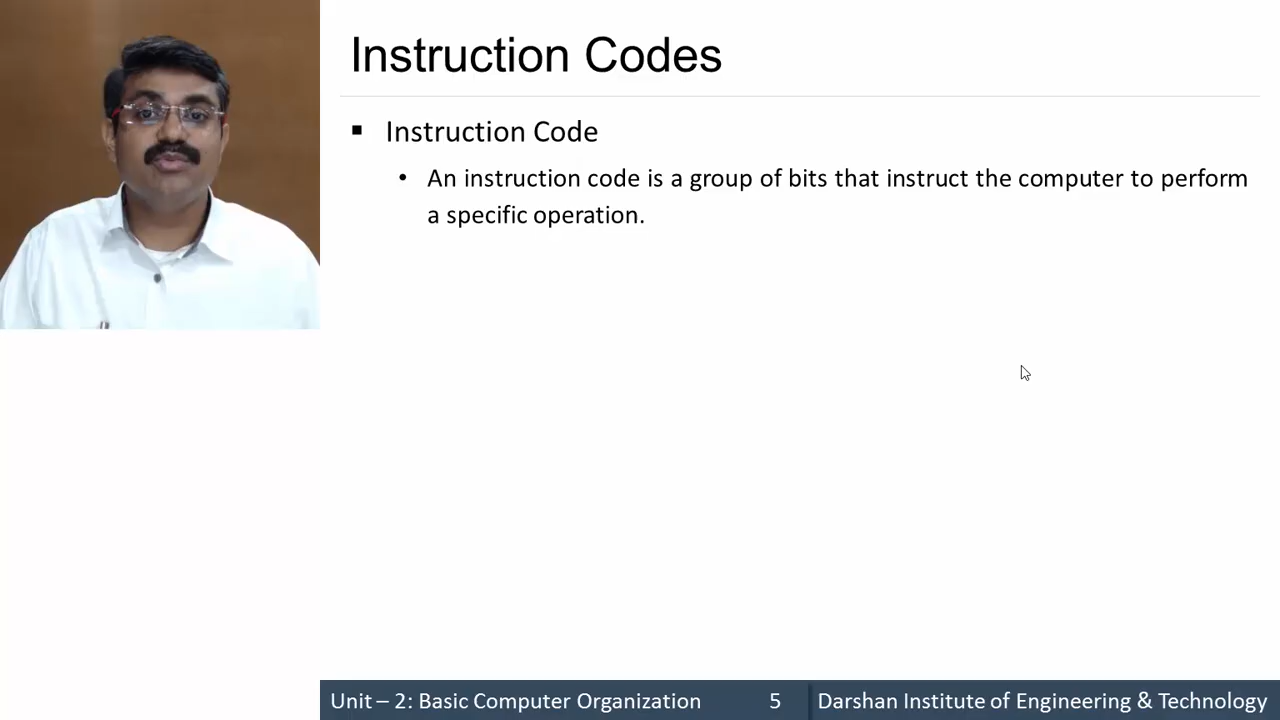 Instruction Codes
▪ Instruction Code
• An instruction code is a group of bits that instruct the computer to perform
a specific operation.
Unit – 2: Basic Computer Organization 5 Darshan Institute of Engineering & Technology